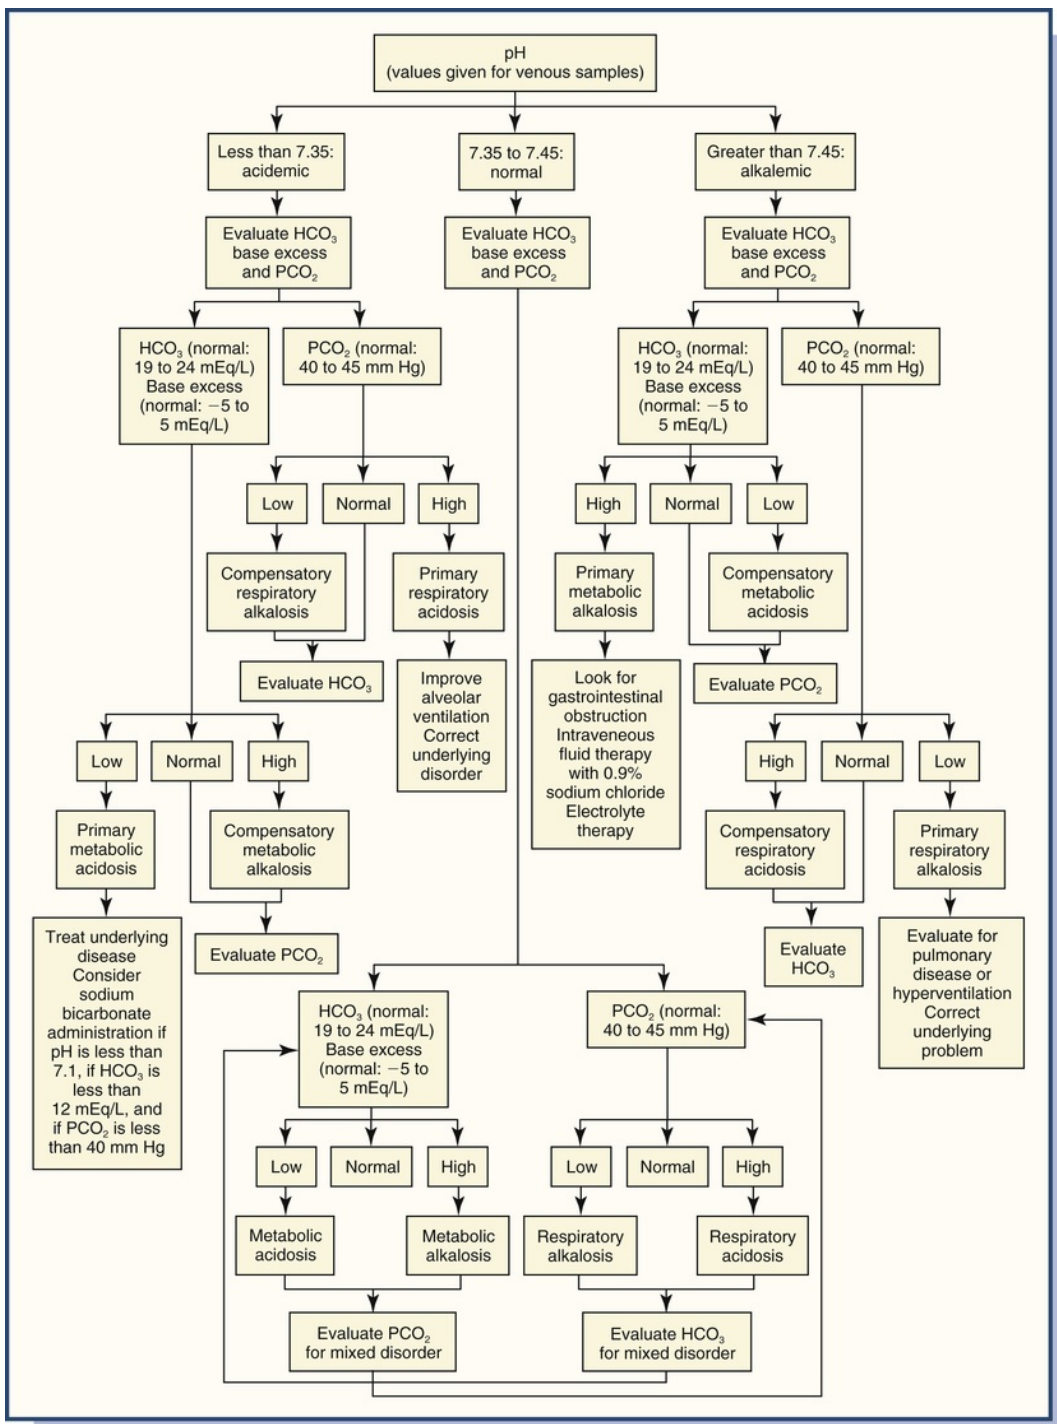 pH
(values given for venous samples)
Less than 7.35:
acidemic
7.35 to 7.45:
normal
Greater than 7.45:
alkalemic
Evaluate HCO₃
base excess
and PCO₂
Evaluate HCO₃
base excess
and PCO₂
Evaluate HCO₃
base excess
and PCO₂
HCO₃ (normal:
19 to 24 mEq/L)
Base excess
(normal: −5 to
5 mEq/L)
PCO₂ (normal:
40 to 45 mm Hg)
HCO₃ (normal:
19 to 24 mEq/L)
Base excess
(normal: −5 to
5 mEq/L)
PCO₂ (normal:
40 to 45 mm Hg)
Low
Normal
High
High
Normal
Low
Compensatory
respiratory
alkalosis
Primary
respiratory
acidosis
Primary
metabolic
alkalosis
Compensatory
metabolic
acidosis
Evaluate HCO₃
Improve
alveolar
ventilation
Correct
underlying
disorder
Look for
gastrointestinal
obstruction
Intraveneous
fluid therapy
with 0.9%
sodium chloride
Electrolyte
therapy
Evaluate PCO₂
Low
Normal
High
High
Normal
Low
Primary
metabolic
acidosis
Compensatory
metabolic
alkalosis
Compensatory
respiratory
acidosis
Primary
respiratory
alkalosis
Treat underlying
disease
Consider
sodium
bicarbonate
administration if
pH is less than
7.1, if HCO₃ is
less than
12 mEq/L, and
if PCO₂ is less
than 40 mm Hg
Evaluate PCO₂
Evaluate
HCO₃
Evaluate for
pulmonary
disease or
hyperventilation
Correct
underlying
problem
HCO₃ (normal:
19 to 24 mEq/L)
Base excess
(normal: −5 to
5 mEq/L)
PCO₂ (normal:
40 to 45 mm Hg)
Low
Normal
High
Low
Normal
High
Metabolic
acidosis
Metabolic
alkalosis
Respiratory
alkalosis
Respiratory
acidosis
Evaluate PCO₂
for mixed disorder
Evaluate HCO₃
for mixed disorder